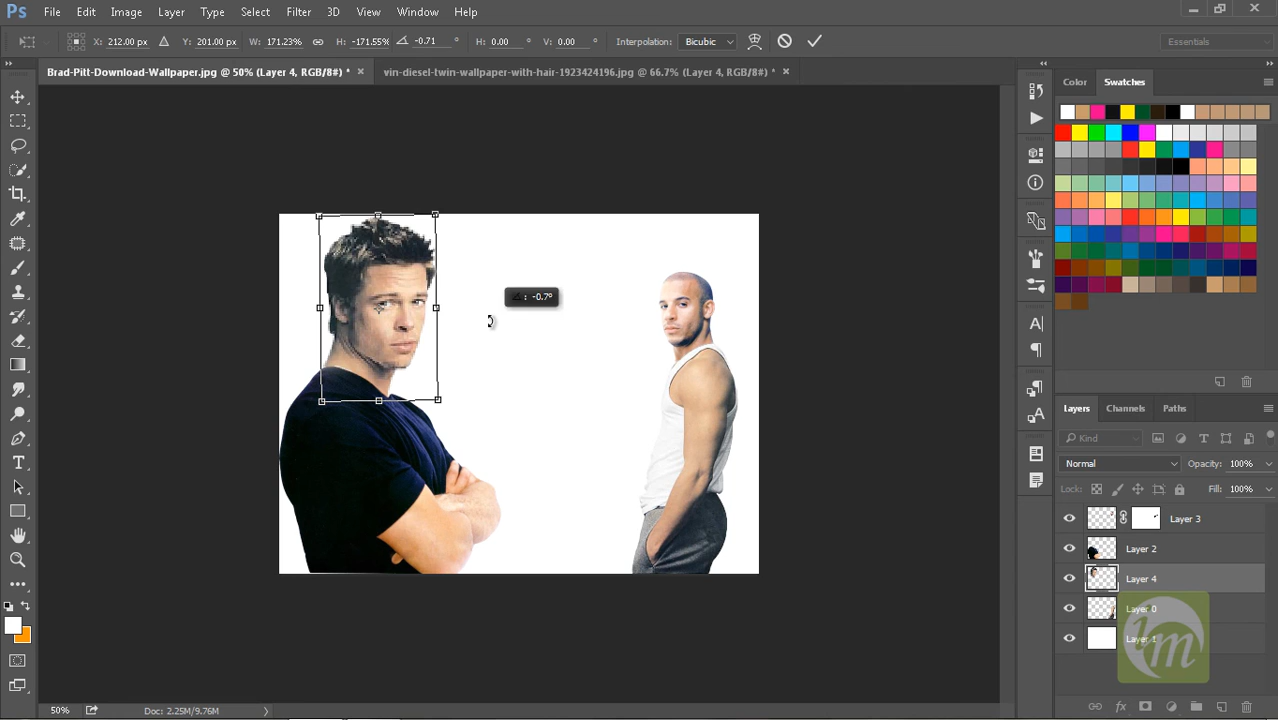 Ps File Edit Image Layer Type Select Filter 3D View Window Help
X: 212.00 px Y: 201.00 px W: 171.23% H: -171.55% -0.71 ° H: 0.00 ° V: 0.00 ° Interpolation: Bicubic Essentials
Brad-Pitt-Download-Wallpaper.jpg @ 50% (Layer 4, RGB/8#) * × vin-diesel-twin-wallpaper-with-hair-1923424196.jpg @ 66.7% (Layer 4, RGB/8#) * ×
Color Swatches
: -0.7°
Layers Channels Paths
Kind
Normal Opacity: 100%
Lock: Fill: 100%
Layer 3
Layer 2
Layer 4
Layer 0
Layer 1
lm
50% Doc: 2.25M/9.76M